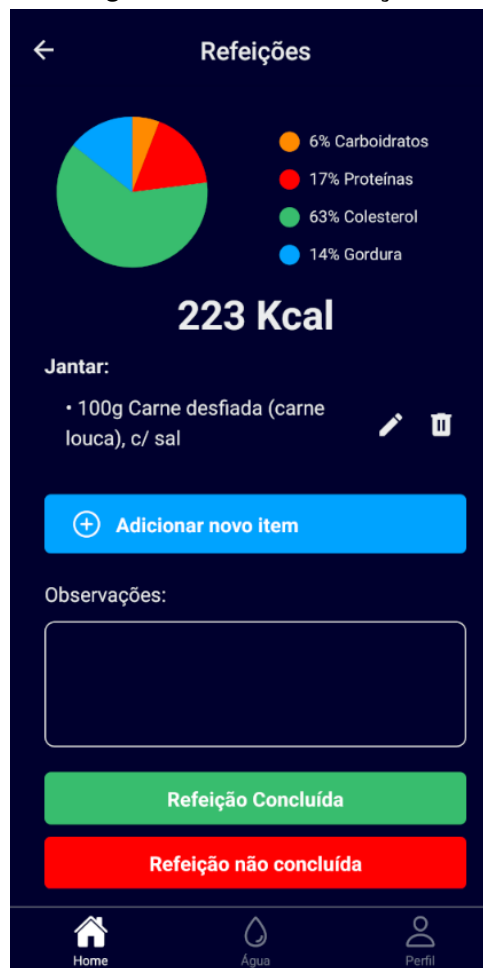 Refeições
6% Carboidratos
17% Proteínas
63% Colesterol
14% Gordura
223 Kcal
Jantar:
• 100g Carne desfiada (carne
louca), c/ sal
Adicionar novo item
Observações:
Refeição Concluída
Refeição não concluída
Home
Água
Perfil